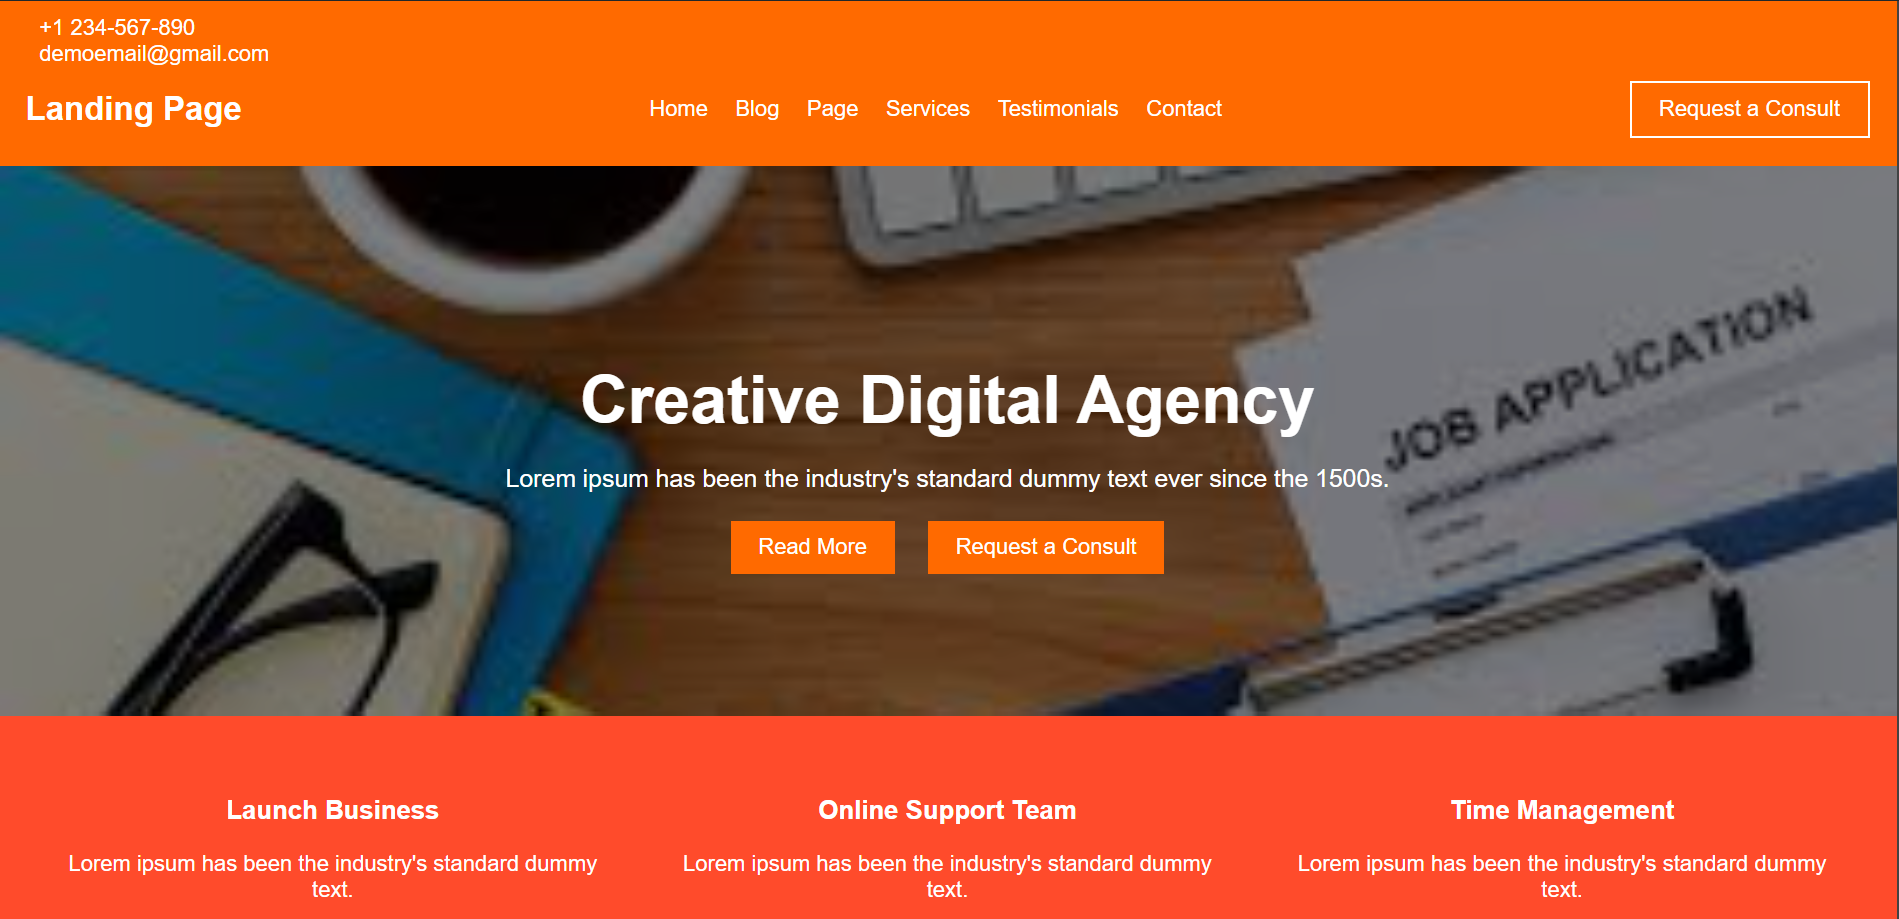 +1 234-567-890
demoemail@gmail.com
Landing Page
Home Blog Page Services Testimonials Contact
Request a Consult
JOB APPLICATION
Creative Digital Agency
Lorem ipsum has been the industry's standard dummy text ever since the 1500s.
Read More
Request a Consult
Launch Business
Lorem ipsum has been the industry's standard dummy
text.
Online Support Team
Lorem ipsum has been the industry's standard dummy
text.
Time Management
Lorem ipsum has been the industry's standard dummy
text.